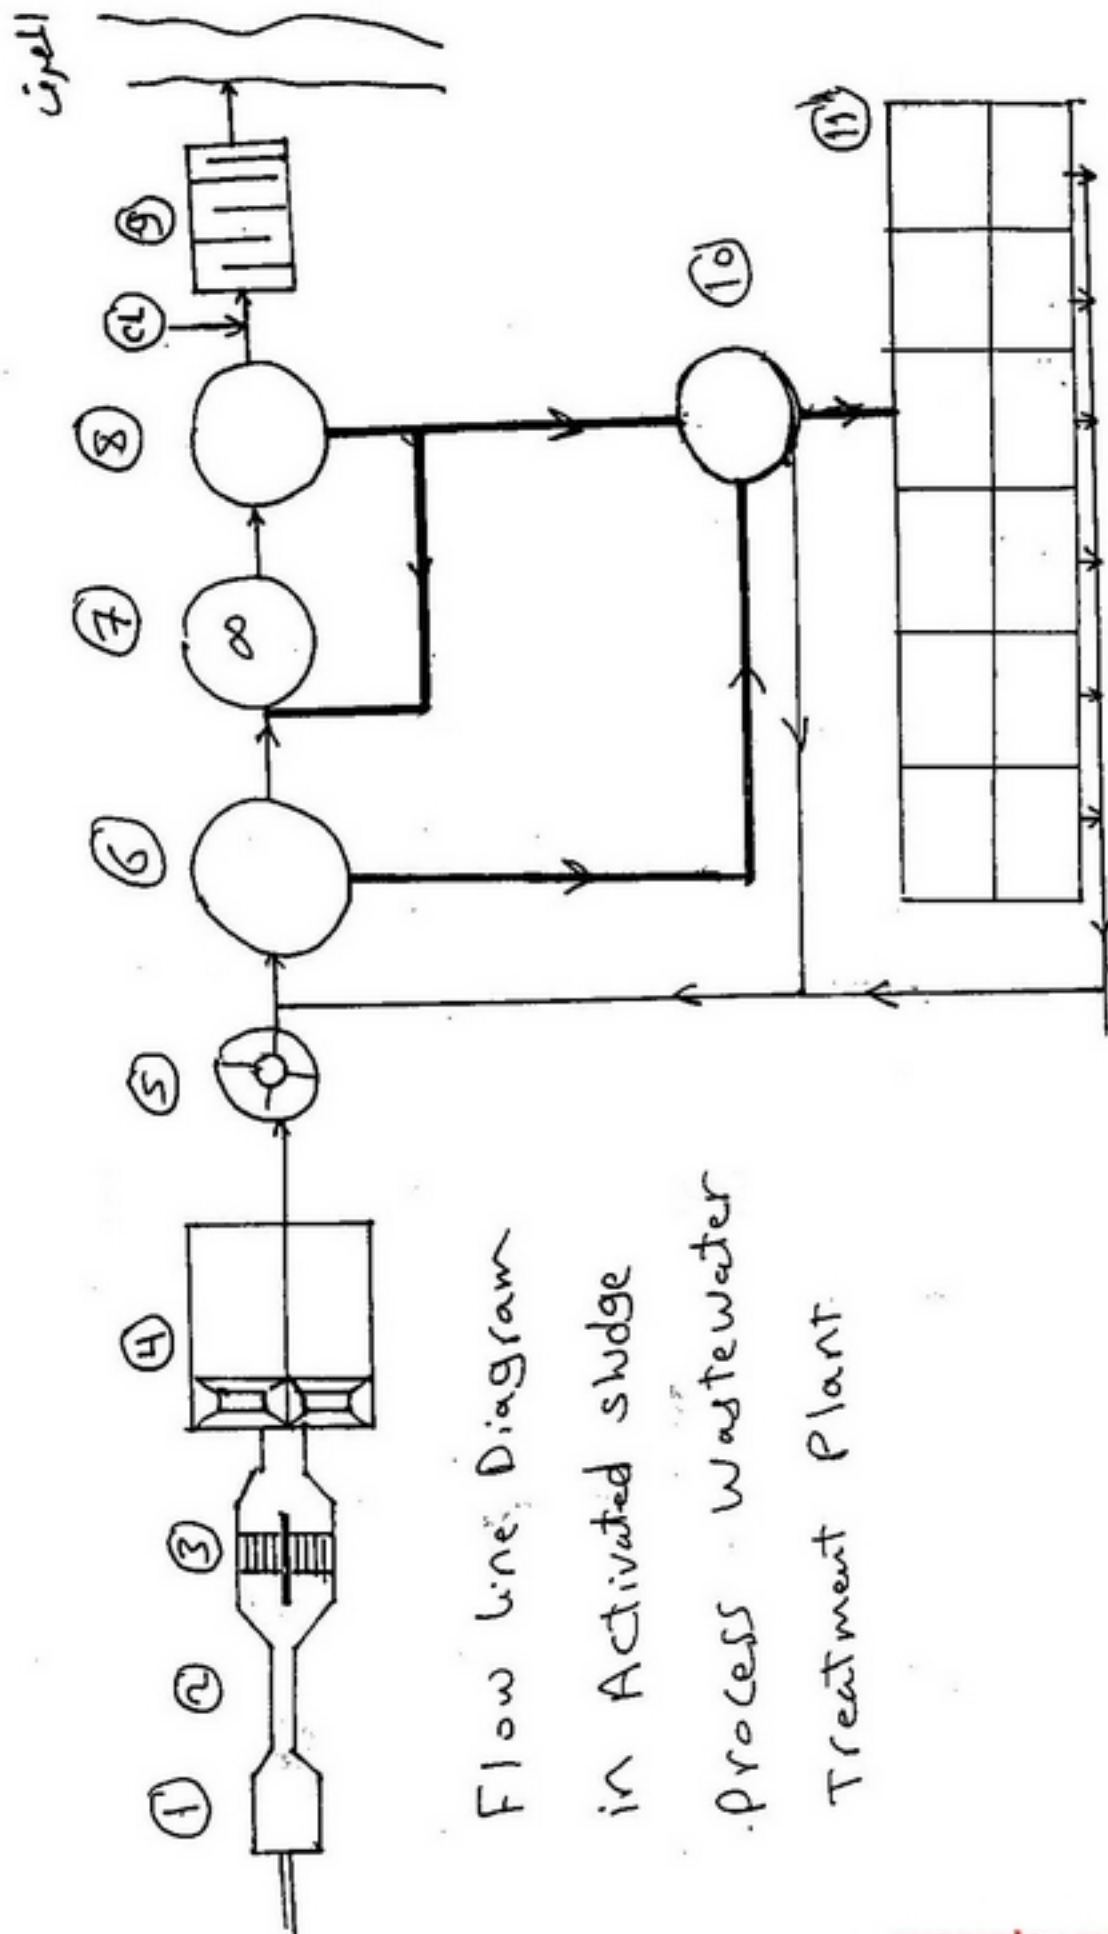 المصرف
1
2
3
4
5
6
7
8
CL
9
10
11
Flow Line Diagram
in Activated sludge
process Wastewater
Treatment Plant